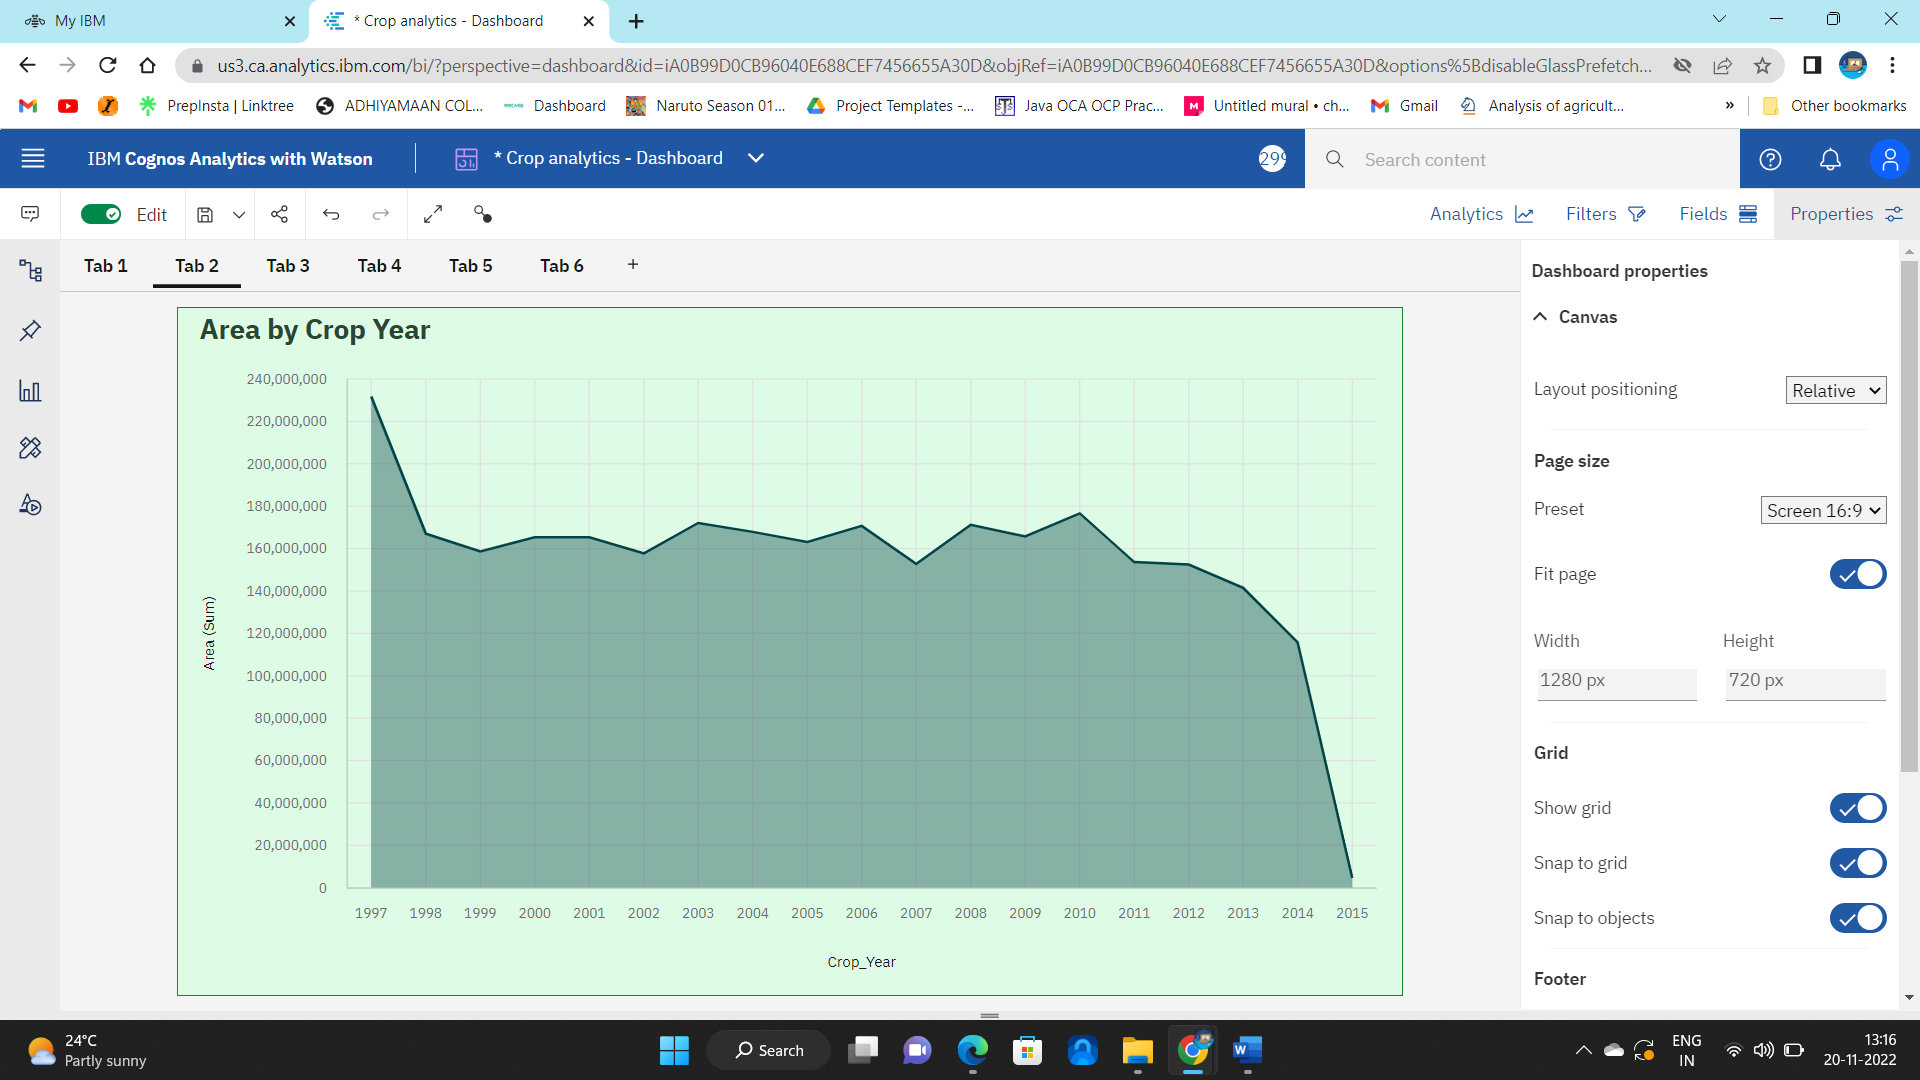 My IBM
* Crop analytics - Dashboard
us3.ca.analytics.ibm.com/bi/?perspective=dashboard&id=iA0B99D0CB96040E688CEF7456655A30D&objRef=iA0B99D0CB96040E688CEF7456655A30D&options%5BdisableGlassPrefetch...
PrepInsta | Linktree
ADHIYAMAAN COL...
Dashboard
Naruto Season 01...
Project Templates -...
Java OCA OCP Prac...
Untitled mural • ch...
Gmail
Analysis of agricult...
»
Other bookmarks
IBM Cognos Analytics with Watson
* Crop analytics - Dashboard
Search content
Edit
Analytics
Filters
Fields
Properties
Tab 1
Tab 2
Tab 3
Tab 4
Tab 5
Tab 6
+
Area by Crop Year
240,000,000
220,000,000
200,000,000
180,000,000
160,000,000
140,000,000
120,000,000
100,000,000
80,000,000
60,000,000
40,000,000
20,000,000
0
Area (Sum)
1997 1998 1999 2000 2001 2002 2003 2004 2005 2006 2007 2008 2009 2010 2011 2012 2013 2014 2015
Crop_Year
Dashboard properties
Canvas
Layout positioning
Relative
Page size
Preset
Screen 16:9
Fit page
Width
Height
1280 px
720 px
Grid
Show grid
Snap to grid
Snap to objects
Footer
24°C
Partly sunny
Search
ENG
IN
13:16
20-11-2022